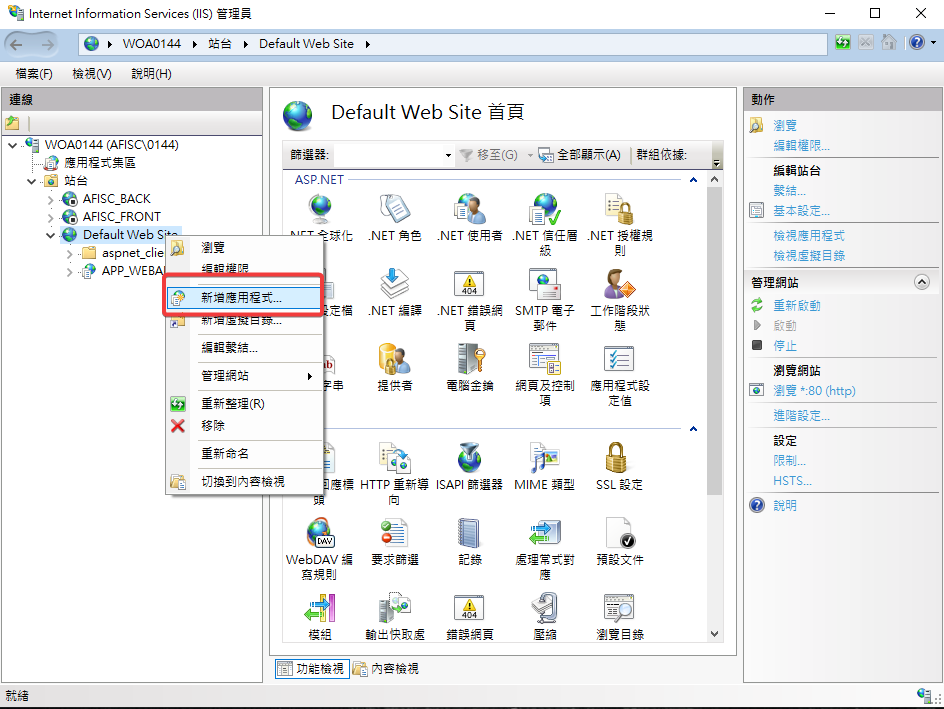 Internet Information Services (IIS) 管理員
WOA0144
站台
Default Web Site
檔案(F)
檢視(V)
說明(H)
連線
WOA0144 (AFISC\0144)
應用程式集區
站台
AFISC_BACK
AFISC_FRONT
Default Web Site
aspnet_clie
APP_WEBA
瀏覽
編輯權限
新增應用程式...
新增虛擬目錄...
編輯繫結...
管理網站
重新整理(R)
移除
重新命名
切換到內容檢視
Default Web Site 首頁
篩選器:
移至(G)
全部顯示(A)
群組依據:
ASP.NET
.NET 全球化
.NET 角色
.NET 使用者
.NET 信任層
級
.NET 授權規
則
設定檔
.NET 編譯
.NET 錯誤網
頁
SMTP 電子
郵件
工作階段狀
態
字串
提供者
電腦金鑰
網頁及控制
項
應用程式設
定值
回應標
頭
HTTP 重新導
向
ISAPI 篩選器
MIME 類型
SSL 設定
WebDAV 編
寫規則
要求篩選
記錄
處理常式對
應
預設文件
模組
輸出快取處
錯誤網頁
壓縮
瀏覽目錄
功能檢視
內容檢視
動作
瀏覽
編輯權限...
編輯站台
繫結...
基本設定...
檢視應用程式
檢視虛擬目錄
管理網站
重新啟動
啟動
停止
瀏覽網站
瀏覽 *:80 (http)
進階設定...
設定
限制...
HSTS...
說明
就緒